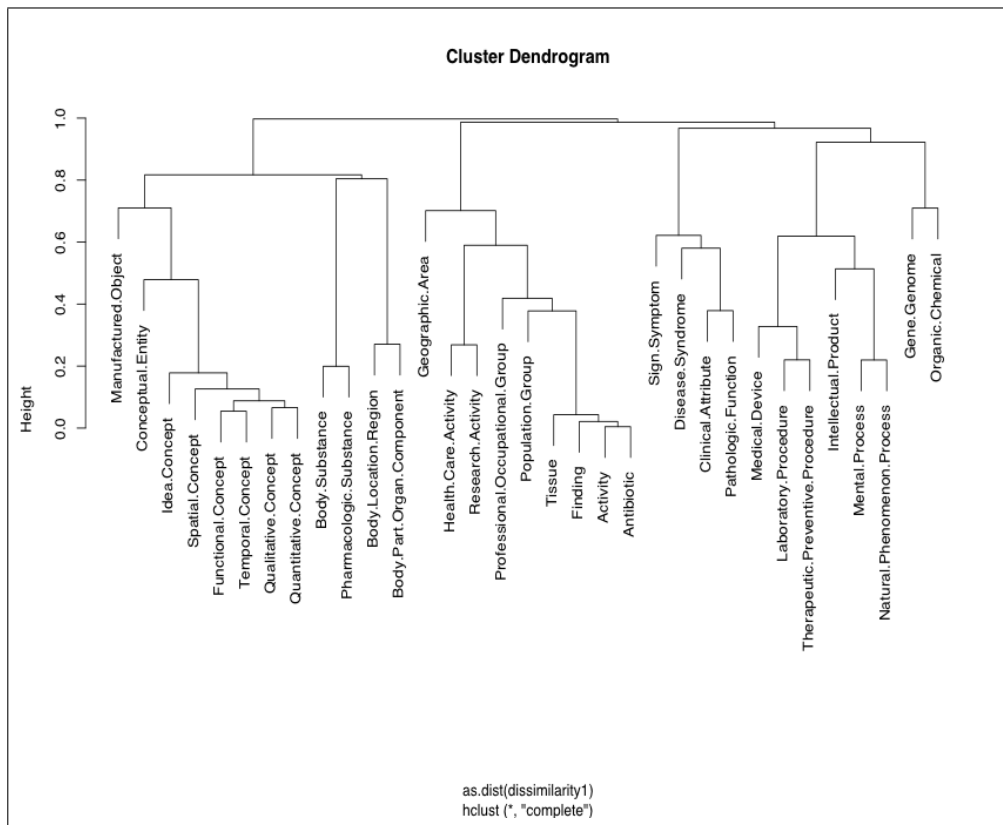 Cluster Dendrogram
Height
0.0
0.2
0.4
0.6
0.8
1.0
Manufactured.Object
Conceptual.Entity
Idea.Concept
Spatial.Concept
Functional.Concept
Temporal.Concept
Qualitative.Concept
Quantitative.Concept
Body.Substance
Pharmacologic.Substance
Body.Location.Region
Body.Part.Organ.Component
Geographic.Area
Health.Care.Activity
Research.Activity
Professional.Occupational.Group
Population.Group
Tissue
Finding
Activity
Antibiotic
Sign.Symptom
Disease.Syndrome
Clinical.Attribute
Pathologic.Function
Medical.Device
Laboratory.Procedure
Therapeutic.Preventive.Procedure
Intellectual.Product
Mental.Process
Natural.Phenomenon.Process
Gene.Genome
Organic.Chemical
as.dist(dissimilarity1)
hclust (*, "complete")